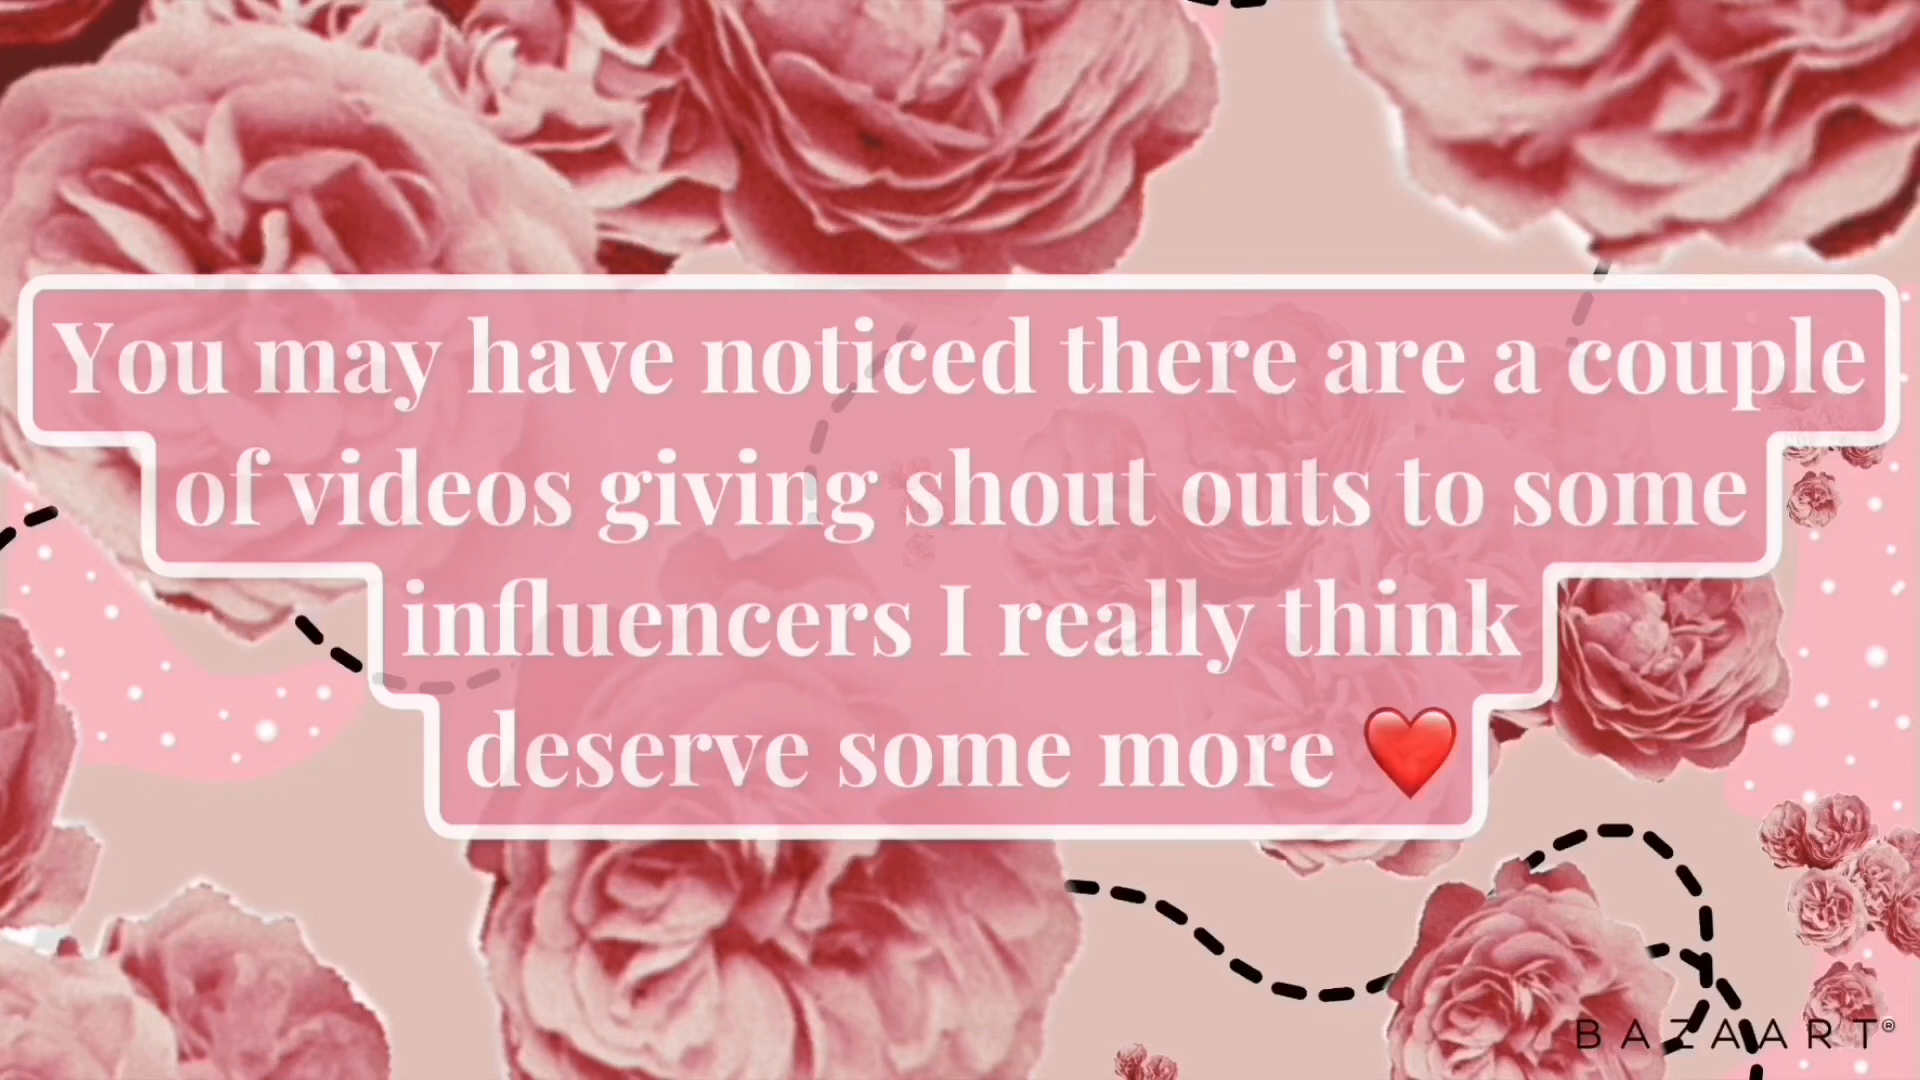 You may have noticed there are a couple
of videos giving shout outs to some
influencers I really think
deserve some more ❤️
BAZAART®